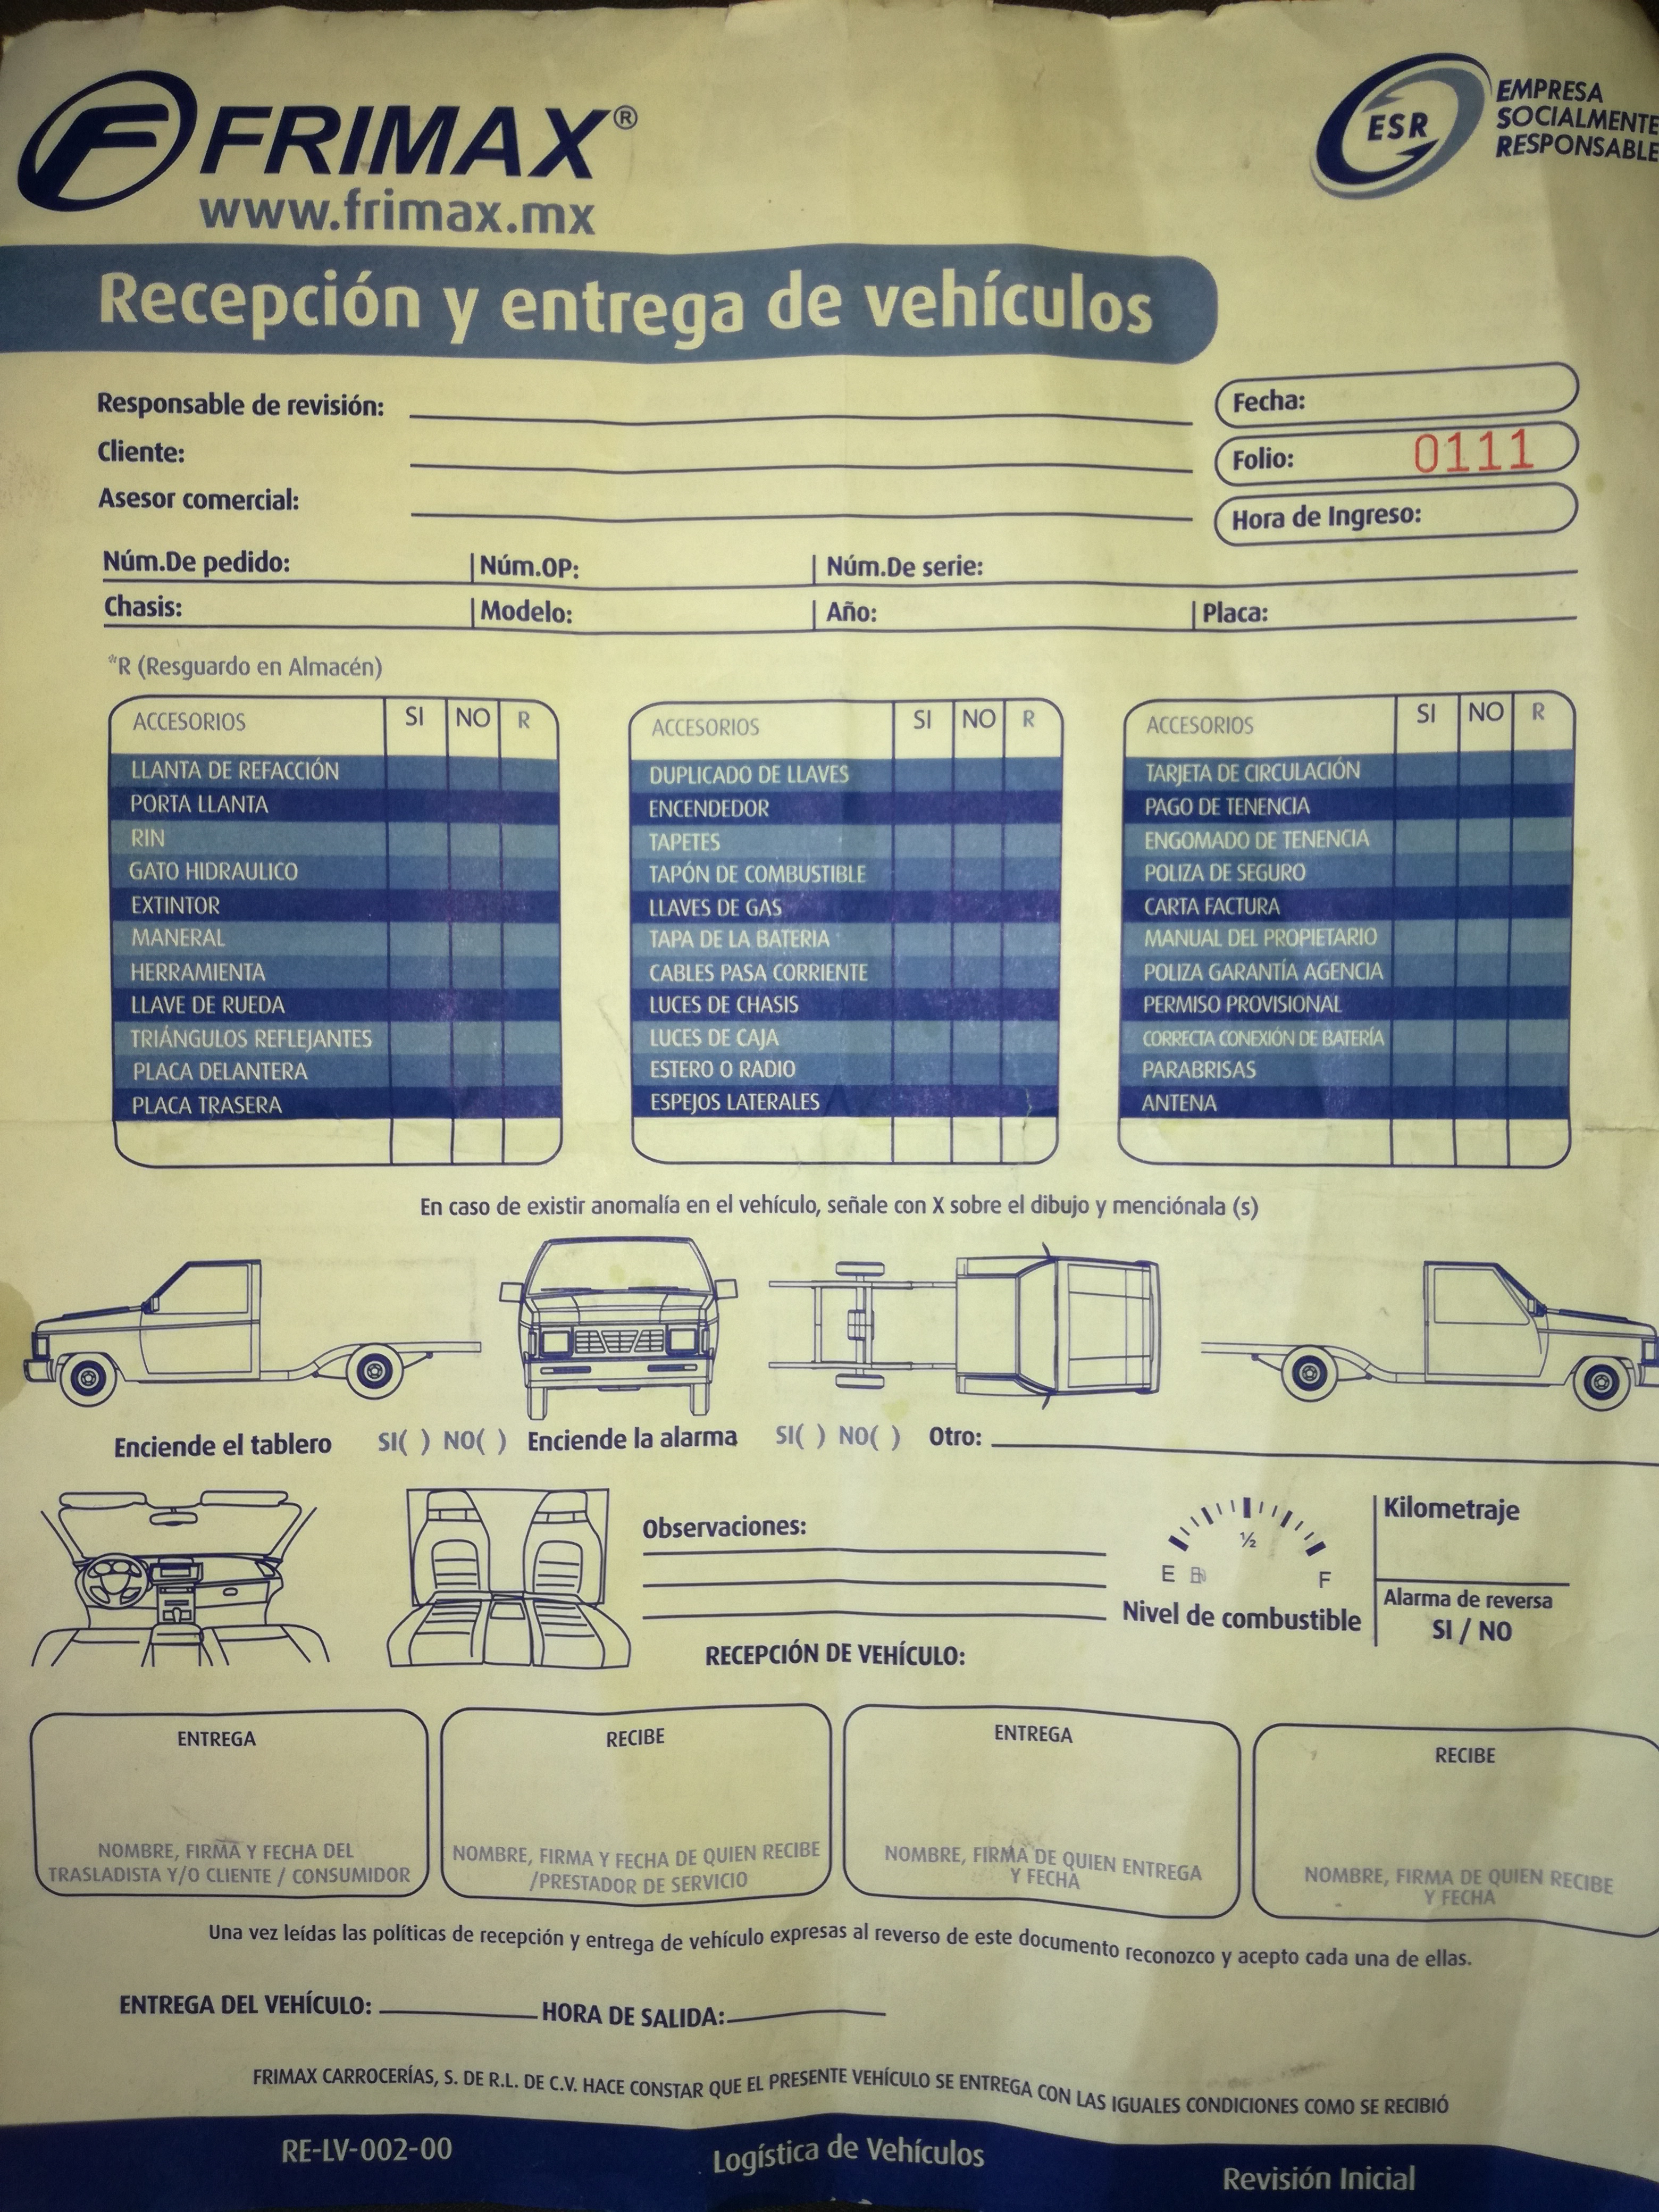 FRIMAX®
www.frimax.mx
ESR
EMPRESA
SOCIALMENTE
RESPONSABLE
Recepción y entrega de vehículos
Responsable de revisión:
Fecha:
Cliente:
Folio: 0111
Asesor comercial:
Hora de Ingreso:
Núm.De pedido: Núm.OP: Núm.De serie:
Chasis: Modelo: Año: Placa:
*R (Resguardo en Almacén)
ACCESORIOS SI NO R
LLANTA DE REFACCIÓN
PORTA LLANTA
RIN
GATO HIDRAULICO
EXTINTOR
MANERAL
HERRAMIENTA
LLAVE DE RUEDA
TRIÁNGULOS REFLEJANTES
PLACA DELANTERA
PLACA TRASERA
ACCESORIOS SI NO R
DUPLICADO DE LLAVES
ENCENDEDOR
TAPETES
TAPÓN DE COMBUSTIBLE
LLAVES DE GAS
TAPA DE LA BATERIA
CABLES PASA CORRIENTE
LUCES DE CHASIS
LUCES DE CAJA
ESTERO O RADIO
ESPEJOS LATERALES
ACCESORIOS SI NO R
TARJETA DE CIRCULACIÓN
PAGO DE TENENCIA
ENGOMADO DE TENENCIA
POLIZA DE SEGURO
CARTA FACTURA
MANUAL DEL PROPIETARIO
POLIZA GARANTÍA AGENCIA
PERMISO PROVISIONAL
CORRECTA CONEXIÓN DE BATERÍA
PARABRISAS
ANTENA
En caso de existir anomalía en el vehículo, señale con X sobre el dibujo y menciónala (s)
Enciende el tablero SI( ) NO( ) Enciende la alarma SI( ) NO( ) Otro:
Observaciones:
½
E F
Nivel de combustible
Kilometraje
Alarma de reversa
SI / NO
RECEPCIÓN DE VEHÍCULO:
ENTREGA
NOMBRE, FIRMA Y FECHA DEL
TRASLADISTA Y/O CLIENTE / CONSUMIDOR
RECIBE
NOMBRE, FIRMA Y FECHA DE QUIEN RECIBE
/PRESTADOR DE SERVICIO
ENTREGA
NOMBRE, FIRMA DE QUIEN ENTREGA
Y FECHA
RECIBE
NOMBRE, FIRMA DE QUIEN RECIBE
Y FECHA
Una vez leídas las políticas de recepción y entrega de vehículo expresas al reverso de este documento reconozco y acepto cada una de ellas.
ENTREGA DEL VEHÍCULO: HORA DE SALIDA:
FRIMAX CARROCERÍAS, S. DE R.L. DE C.V. HACE CONSTAR QUE EL PRESENTE VEHÍCULO SE ENTREGA CON LAS IGUALES CONDICIONES COMO SE RECIBIÓ
RE-LV-002-00 Logística de Vehículos Revisión Inicial